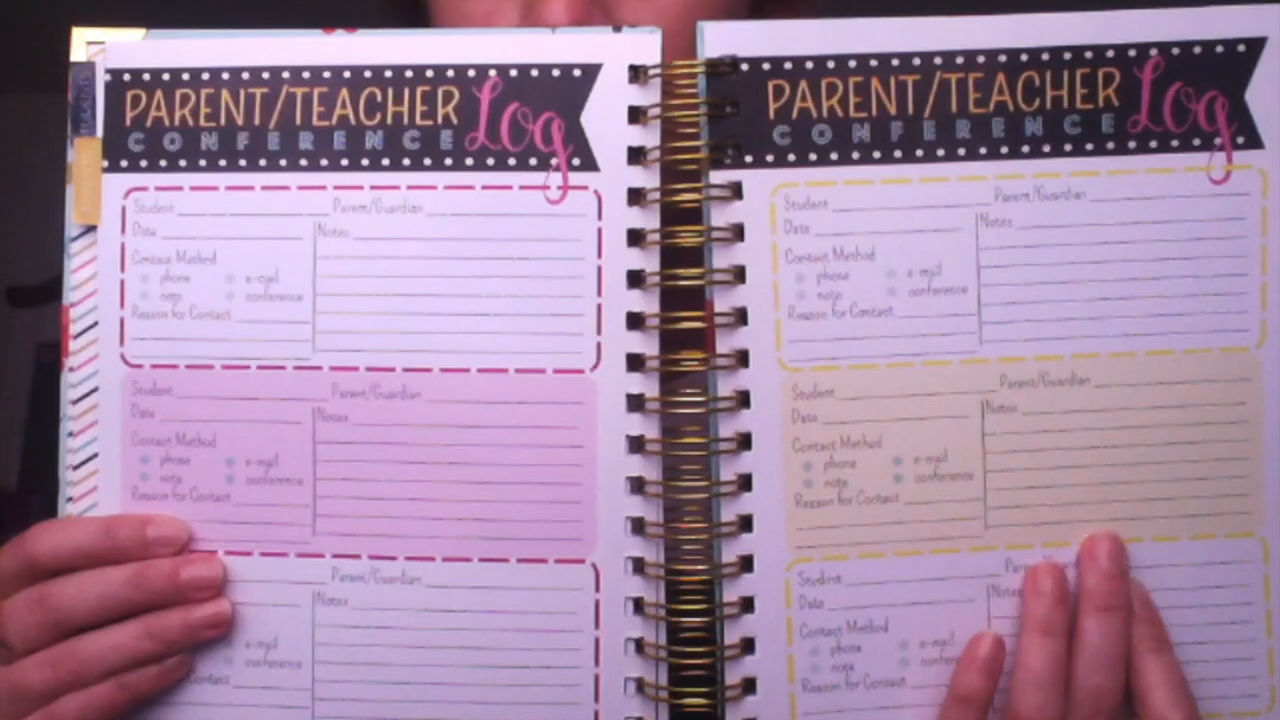 PARENT/TEACHER Log
CONFERENCE
Student Parent/Guardian
Date Notes
Contact Method
phone e-mail
note conference
Reason for Contact
Student Parent/Guardian
Date Notes
Contact Method
phone e-mail
note conference
Reason for Contact
Parent/Guardian
Notes
e-mail
conference
Contact
PARENT/TEACHER Log
CONFERENCE
Student Parent/Guardian
Date Notes
Contact Method
phone e-mail
note conference
Reason for Contact
Student Parent/Guardian
Date Notes
Contact Method
phone e-mail
note conference
Reason for Contact
Student
Date Notes
Contact Method
phone e-mail
note
Reason for Contact